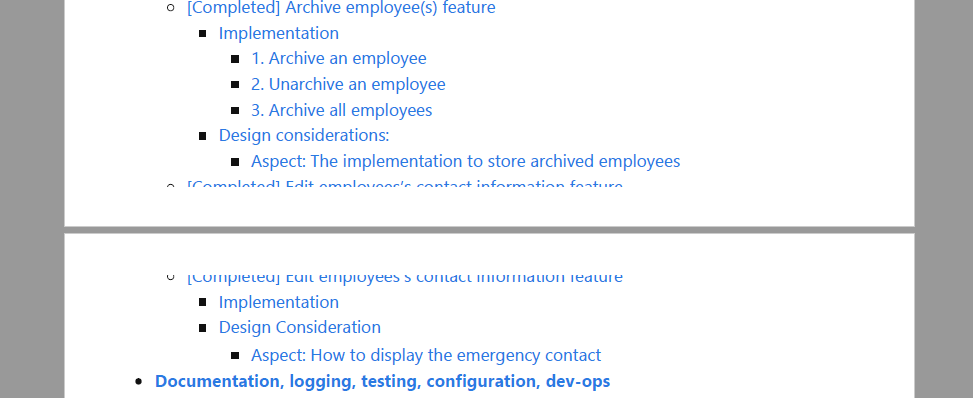 [Completed] Archive employee(s) feature
Implementation
1. Archive an employee
2. Unarchive an employee
3. Archive all employees
Design considerations:
Aspect: The implementation to store archived employees
[Completed] Edit employees's contact information feature
[Completed] Edit employees's contact information feature
Implementation
Design Consideration
Aspect: How to display the emergency contact
Documentation, logging, testing, configuration, dev-ops